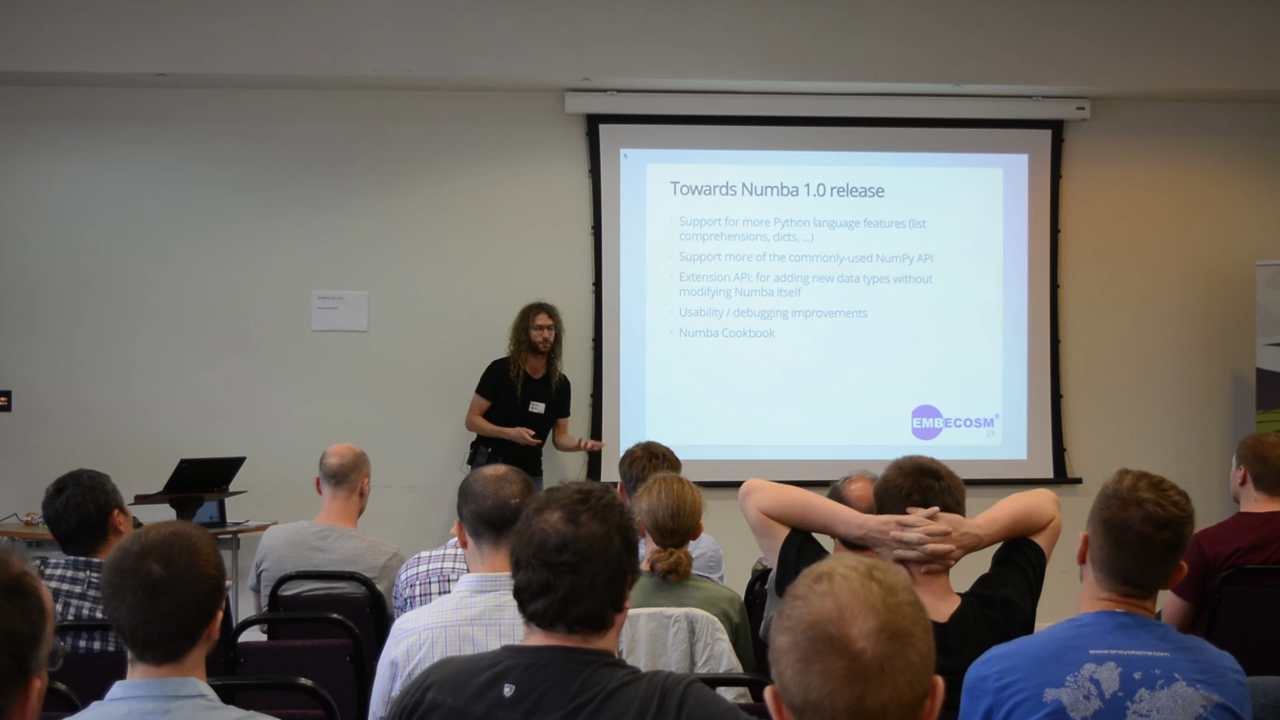 Towards Numba 1.0 release
· Support for more Python language features (list
comprehensions, dicts, ...)
· Support more of the commonly-used NumPy API
· Extension API: for adding new data types without
modifying Numba itself
· Usability / debugging improvements
· Numba Cookbook
EMBECOSM®
23